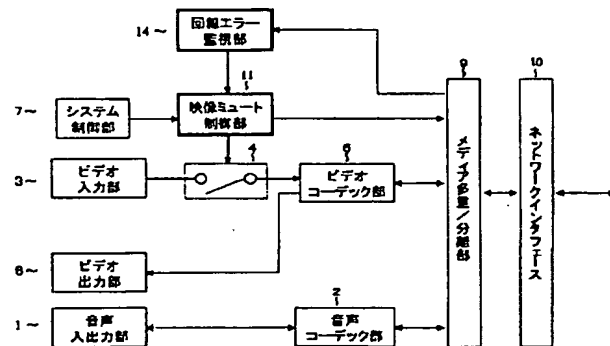 14～
回線エラー
監視部
11
9
10
7～
システム
制御部
映像ミュート
制御部
4
6
3～
ビデオ
入力部
ビデオ
コーデック部
メディア多重/分離部
ネットワークインタフェース
6～
ビデオ
出力部
2
1～
音声
入出力部
音声
コーデック部